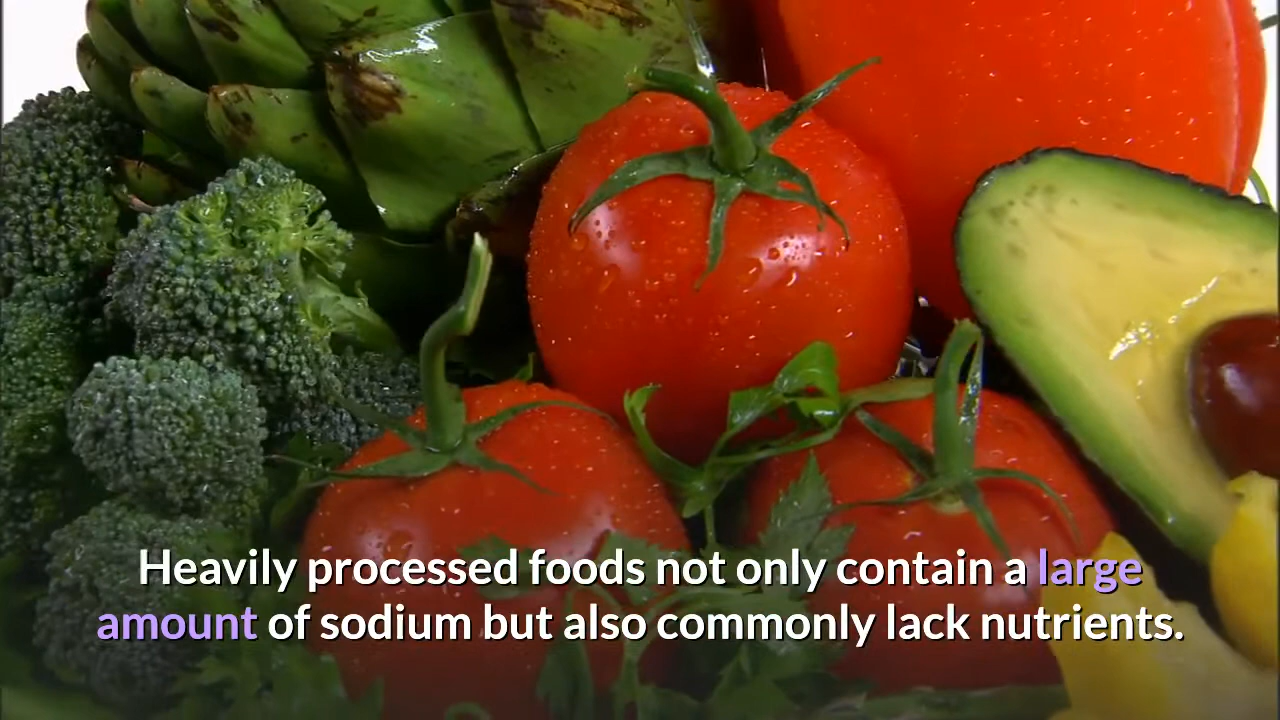 Heavily processed foods not only contain a large
amount of sodium but also commonly lack nutrients.